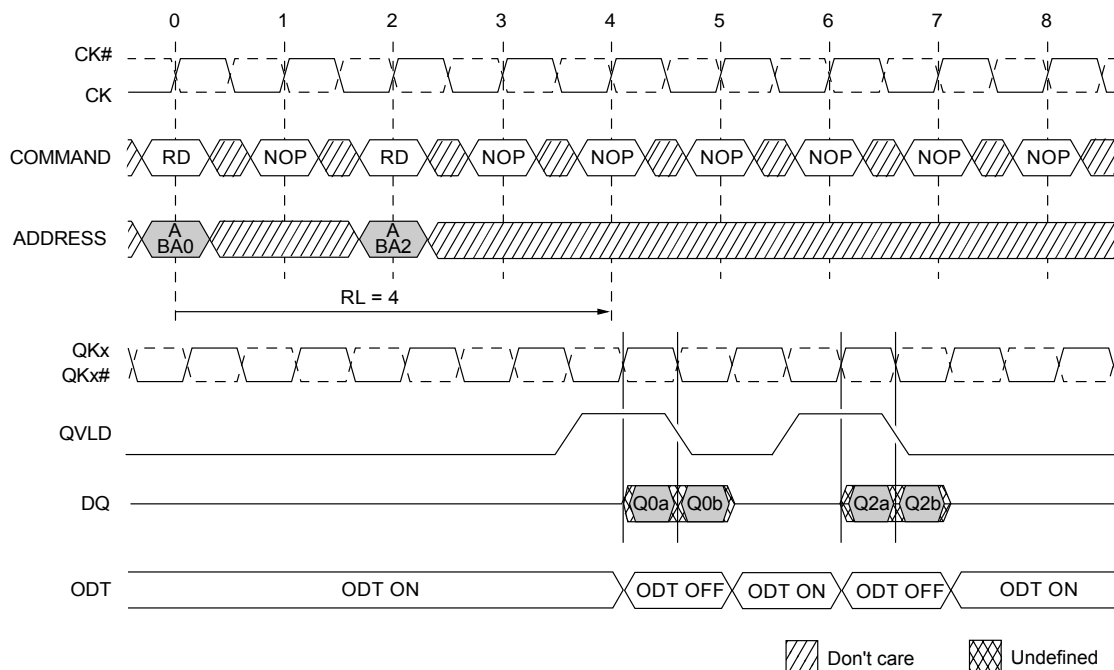 0 1 2 3 4 5 6 7 8
CK#
CK
COMMAND RD NOP RD NOP NOP NOP NOP NOP NOP
ADDRESS A BA0 A BA2
RL = 4
QKx
QKx#
QVLD
DQ Q0a Q0b Q2a Q2b
ODT ODT ON ODT OFF ODT ON ODT OFF ODT ON
Don't care Undefined